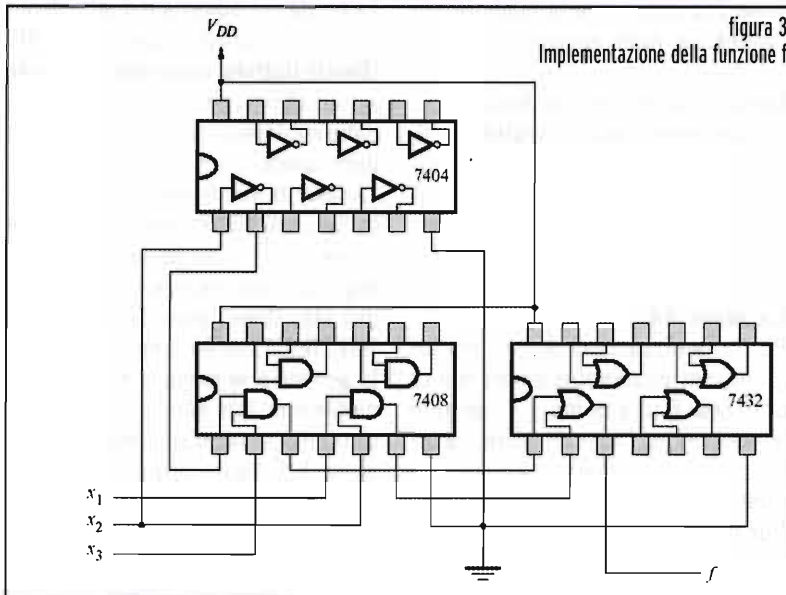 figura 3
Implementazione della funzione f
V_DD
7404
7408
7432
x_1
x_2
x_3
f